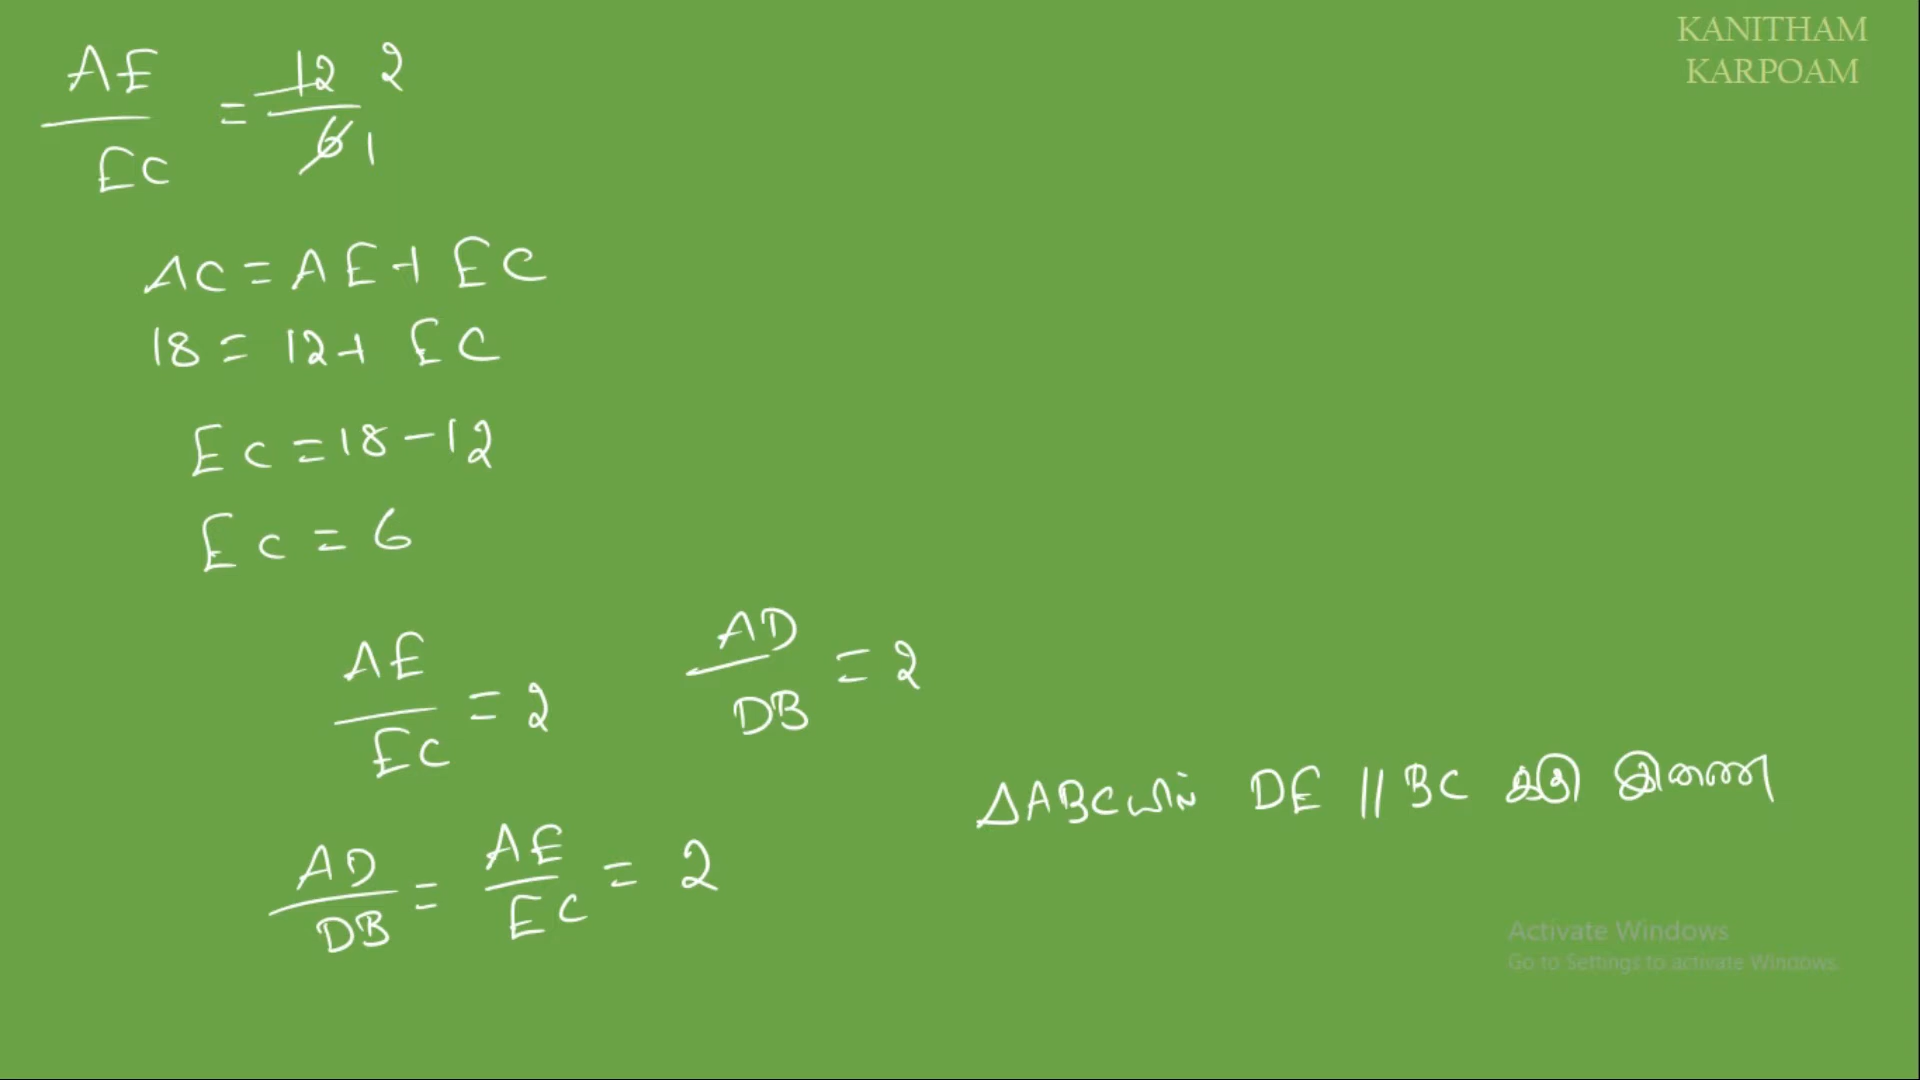 KANITHAM
KARPOAM
AE/EC = 12/6 2/1
AC = AE + EC
18 = 12 + EC
EC = 18 - 12
EC = 6
AE/EC = 2 AD/DB = 2
ΔABCயில் DE || BC க்கு இணை
AD/DB = AE/EC = 2
Activate Windows
Go to Settings to activate Windows.